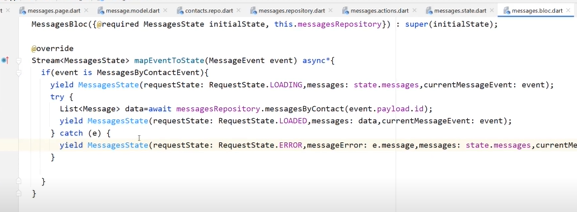 messages.page.dart × message.model.dart × contacts.repo.dart × messages.repository.dart × messages.actions.dart × messages.state.dart × messages.bloc.dart ×
MessagesBloc({@required MessagesState initialState, this.messagesRepository}) : super(initialState);
@override
Stream<MessagesState> mapEventToState(MessageEvent event) async*{
if(event is MessagesByContactEvent){
yield MessagesState(requestState: RequestState.LOADING,messages: state.messages,currentMessageEvent: event);
try {
List<Message> data=await messagesRepository.messagesByContact(event.payload.id);
yield MessagesState(requestState: RequestState.LOADED,messages: data,currentMessageEvent: event);
} catch (e) {
yield MessagesState(requestState: RequestState.ERROR,messageError: e.message,messages: state.messages,currentMe
}
}
}